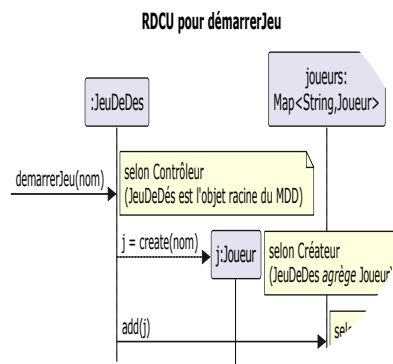 RDCU pour démarrerJeu
:JeuDeDes
joueurs:
Map<String,Joueur>
demarrerJeu(nom)
selon Contrôleur
(JeuDeDés est l'objet racine du MDD)
j = create(nom)
j:Joueur
selon Créateur
(JeuDeDes agrège Joueur)
add(j)